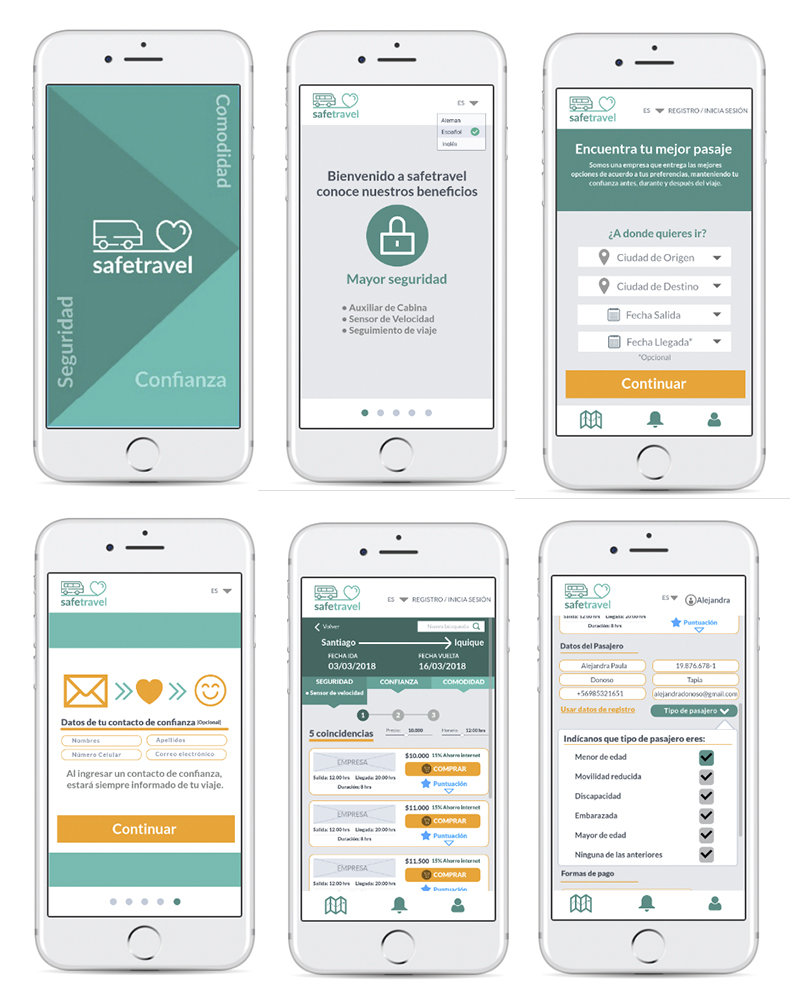 Comodidad
safetravel
Seguridad
Confianza
safetravel
ES
Aleman
Español
Inglés
Bienvenido a safetravel
conoce nuestros beneficios
Mayor seguridad
• Auxiliar de Cabina
• Sensor de Velocidad
• Seguimiento de viaje
safetravel
ES REGISTRO / INICIA SESIÓN
Encuentra tu mejor pasaje
Somos una empresa que entrega las mejores
opciones de acuerdo a tus preferencias, manteniendo tu
confianza antes, durante y después del viaje.
¿A donde quieres ir?
Ciudad de Origen
Ciudad de Destino
Fecha Salida
Fecha Llegada*
*Opcional
Continuar
safetravel
ES
Datos de tu contacto de confianza (Opcional)
Nombres Apellidos
Número Celular Correo electrónico
Al ingresar un contacto de confianza,
estará siempre informado de tu viaje.
Continuar
safetravel
ES REGISTRO / INICIA SESIÓN
Volver Nueva búsqueda
Santiago Iquique
FECHA IDA FECHA VUELTA
03/03/2018 16/03/2018
SEGURIDAD CONFIANZA COMODIDAD
• Sensor de velocidad
1 2 3
5 coincidencias Precio: 10.000 Horario 12:00 hrs
$10.000 15% Ahorro Internet
EMPRESA COMPRAR
Salida: 12:00 hrs Llegada: 20:00 hrs Puntuación
Duración: 8 hrs
$11.000 15% Ahorro Internet
EMPRESA COMPRAR
Salida: 12:00 hrs Llegada: 20:00 hrs Puntuación
Duración: 8 hrs
$11.500 15% Ahorro Internet
EMPRESA COMPRAR
Salida: 12:00 hrs Llegada: 20:00 hrs Puntuación
safetravel
ES Alejandra
Salida: 12:00 hrs Llegada: 20:00 hrs Puntuación
Duración: 8 hrs
Datos del Pasajero
Alejandra Paula 19.876.678-1
Donoso Tapia
+56985321651 alejandradonoso@gmail.com
Usar datos de registro Tipo de pasajero
Indícanos que tipo de pasajero eres:
Menor de edad
Movilidad reducida
Discapacidad
Embarazada
Mayor de edad
Ninguna de las anteriores
Formas de pago